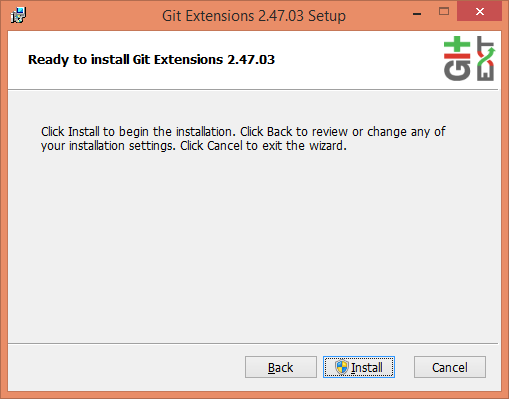 Git Extensions 2.47.03 Setup
Ready to install Git Extensions 2.47.03
Git
EXT
Click Install to begin the installation. Click Back to review or change any of
your installation settings. Click Cancel to exit the wizard.
Back
Install
Cancel